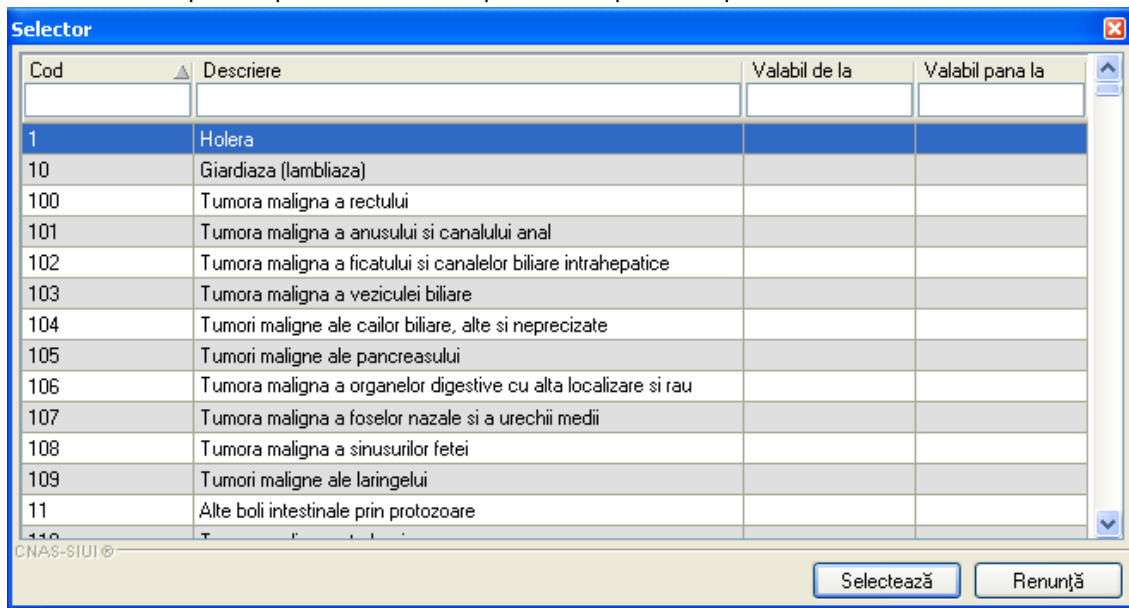 Selector
Cod Descriere Valabil de la Valabil pana la
1 Holera
10 Giardiaza (lambliaza)
100 Tumora maligna a rectului
101 Tumora maligna a anusului si canalului anal
102 Tumora maligna a ficatului si canalelor biliare intrahepatice
103 Tumora maligna a veziculei biliare
104 Tumori maligne ale cailor biliare, alte si neprecizate
105 Tumori maligne ale pancreasului
106 Tumora maligna a organelor digestive cu alta localizare si rau
107 Tumora maligna a foselor nazale si a urechii medii
108 Tumora maligna a sinusurilor fetei
109 Tumori maligne ale laringelui
11 Alte boli intestinale prin protozoare
CNAS-SIUI ®
Selectează Renunță